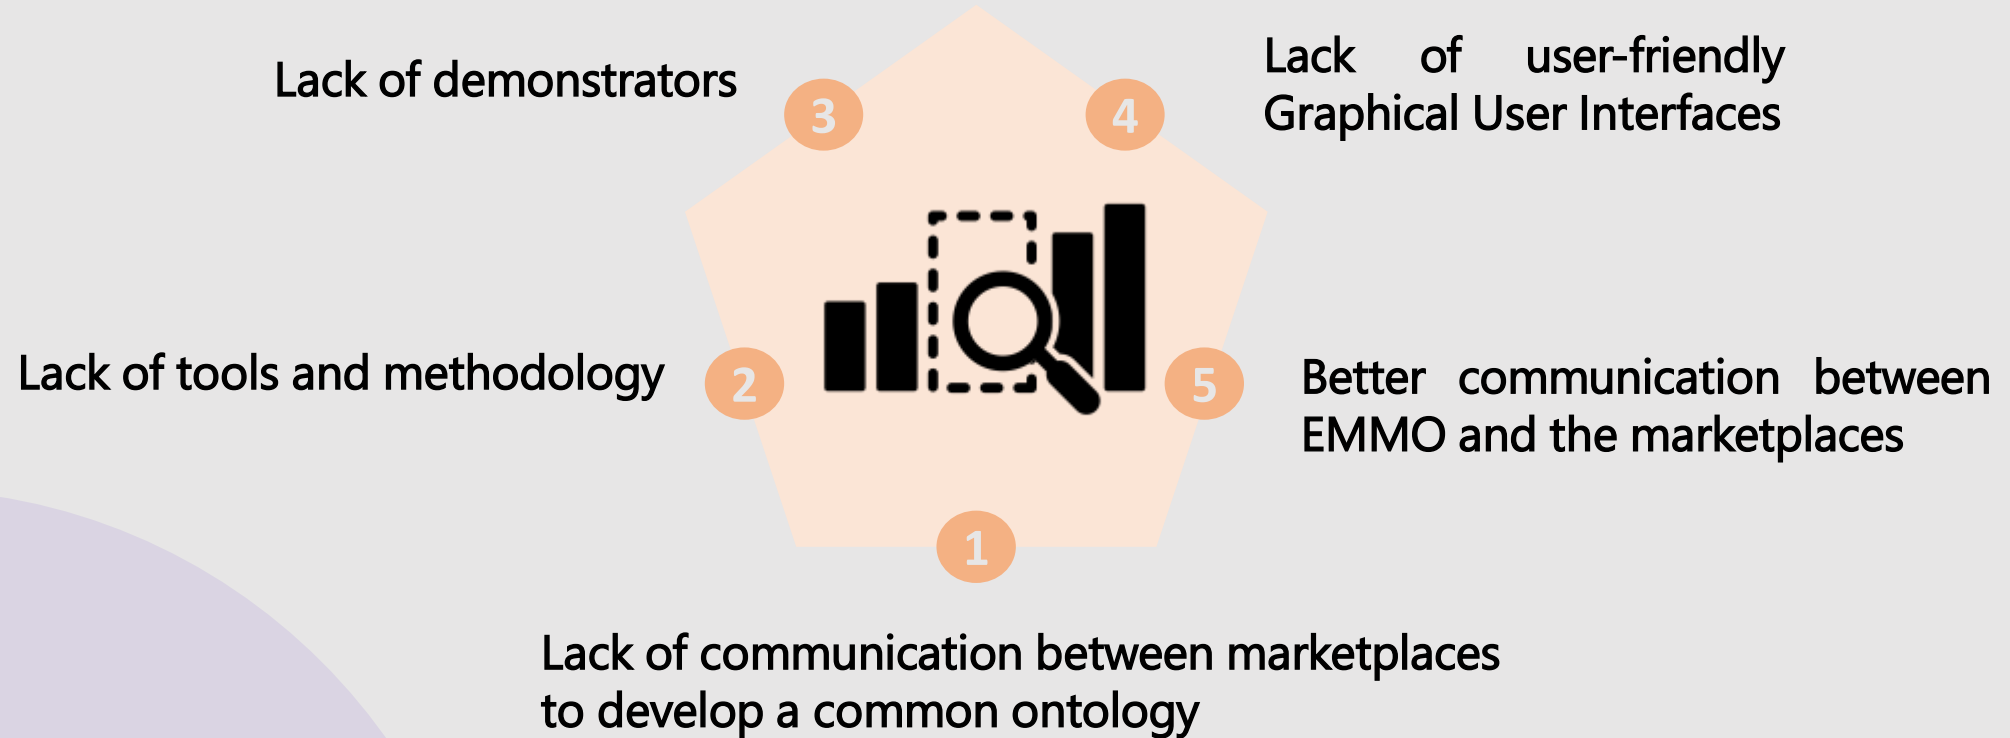 Lack of demonstrators
3
4
Lack of user-friendly
Graphical User Interfaces
Lack of tools and methodology
2
5
Better communication between
EMMO and the marketplaces
1
Lack of communication between marketplaces
to develop a common ontology